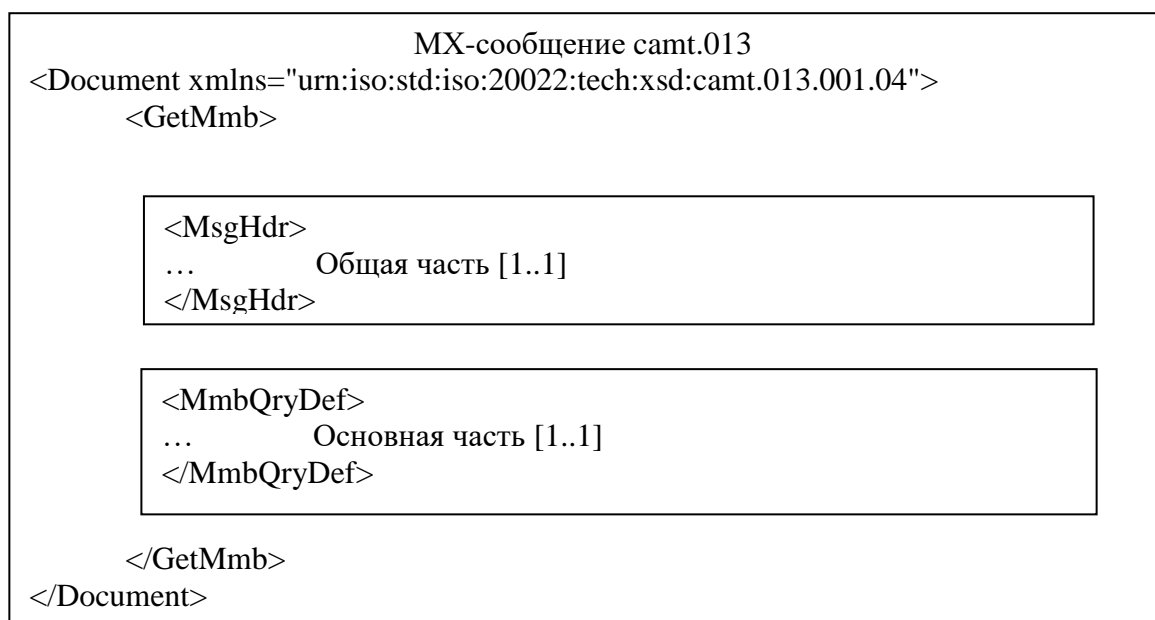 МХ-сообщение camt.013
<Document xmlns="urn:iso:std:iso:20022:tech:xsd:camt.013.001.04">
<GetMmb>
<MsgHdr>
… Общая часть [1..1]
</MsgHdr>
<MmbQryDef>
… Основная часть [1..1]
</MmbQryDef>
</GetMmb>
</Document>